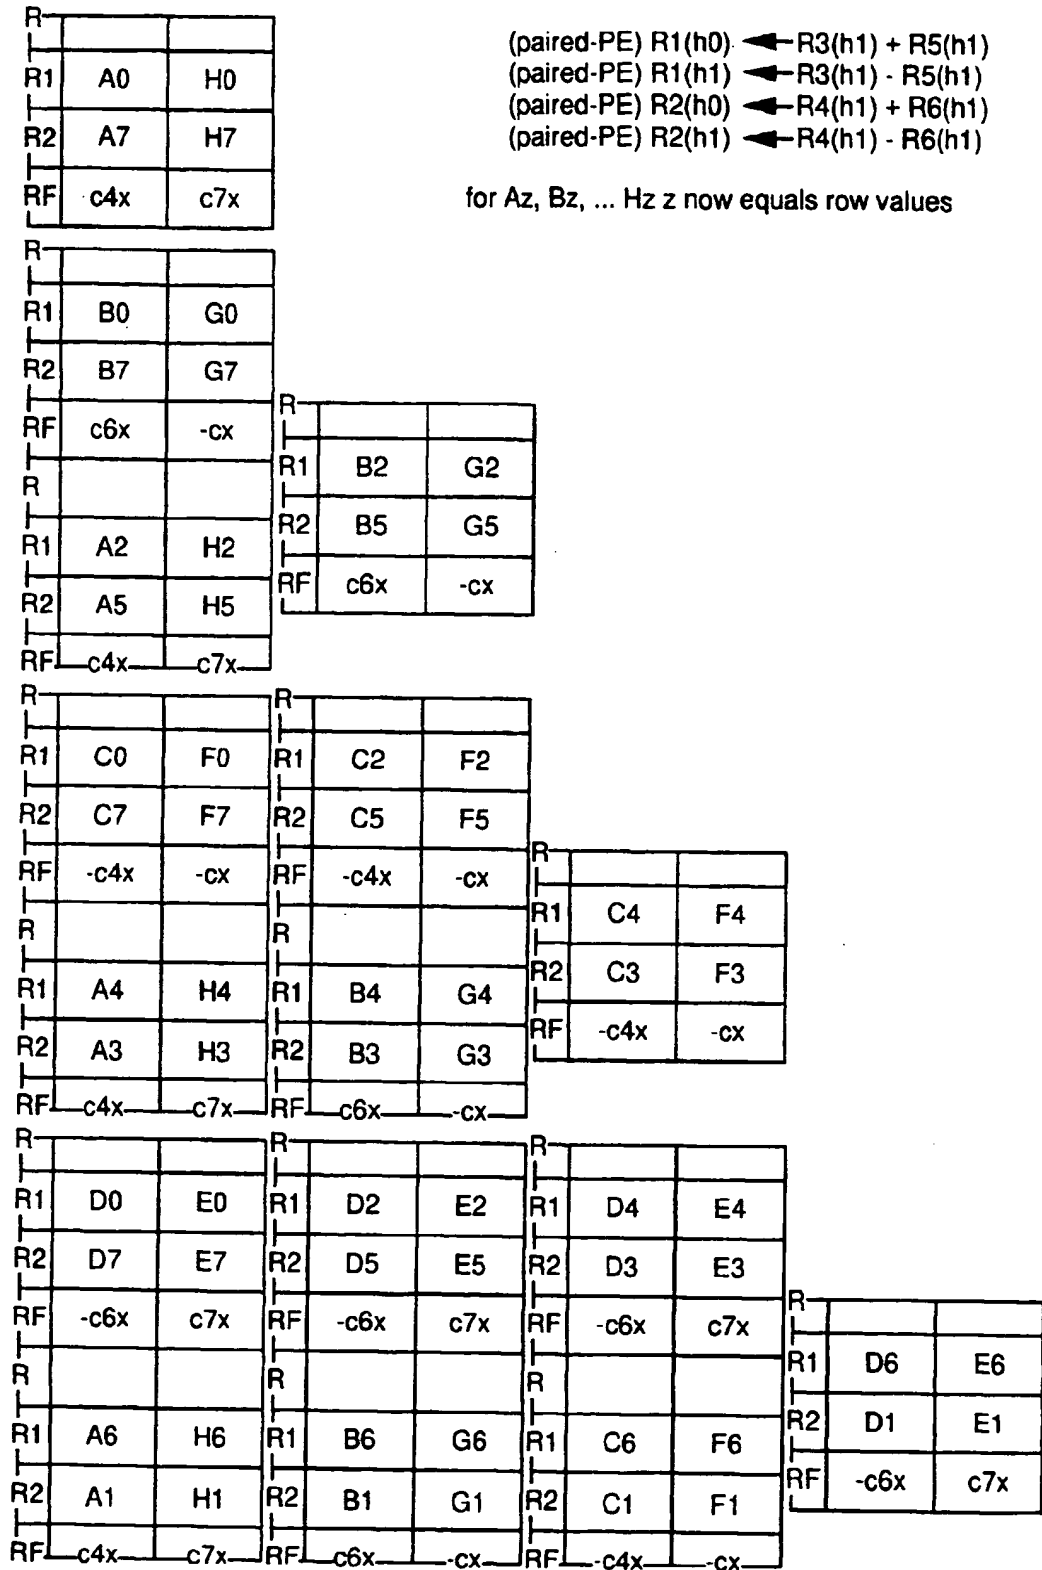 (paired-PE) R1(h0) ◄─ R3(h1) + R5(h1)
(paired-PE) R1(h1) ◄─ R3(h1) - R5(h1)
(paired-PE) R2(h0) ◄─ R4(h1) + R6(h1)
(paired-PE) R2(h1) ◄─ R4(h1) - R6(h1)
for Az, Bz, ... Hz z now equals row values
R
R1 A0 H0
R2 A7 H7
RF c4x c7x
R
R1 B0 G0
R2 B7 G7
RF c6x -cx
R
R1 A2 H2
R2 A5 H5
RF c4x c7x
R
R1 B2 G2
R2 B5 G5
RF c6x -cx
R
R1 C0 F0
R2 C7 F7
RF -c4x -cx
R
R1 A4 H4
R2 A3 H3
RF c4x c7x
R
R1 C2 F2
R2 C5 F5
RF -c4x -cx
R
R1 B4 G4
R2 B3 G3
RF c6x -cx
R
R1 C4 F4
R2 C3 F3
RF -c4x -cx
R
R1 D0 E0
R2 D7 E7
RF -c6x c7x
R
R1 A6 H6
R2 A1 H1
RF c4x c7x
R
R1 D2 E2
R2 D5 E5
RF -c6x c7x
R
R1 B6 G6
R2 B1 G1
RF c6x -cx
R
R1 D4 E4
R2 D3 E3
RF -c6x c7x
R
R1 C6 F6
R2 C1 F1
RF -c4x -cx
R
R1 D6 E6
R2 D1 E1
RF -c6x c7x